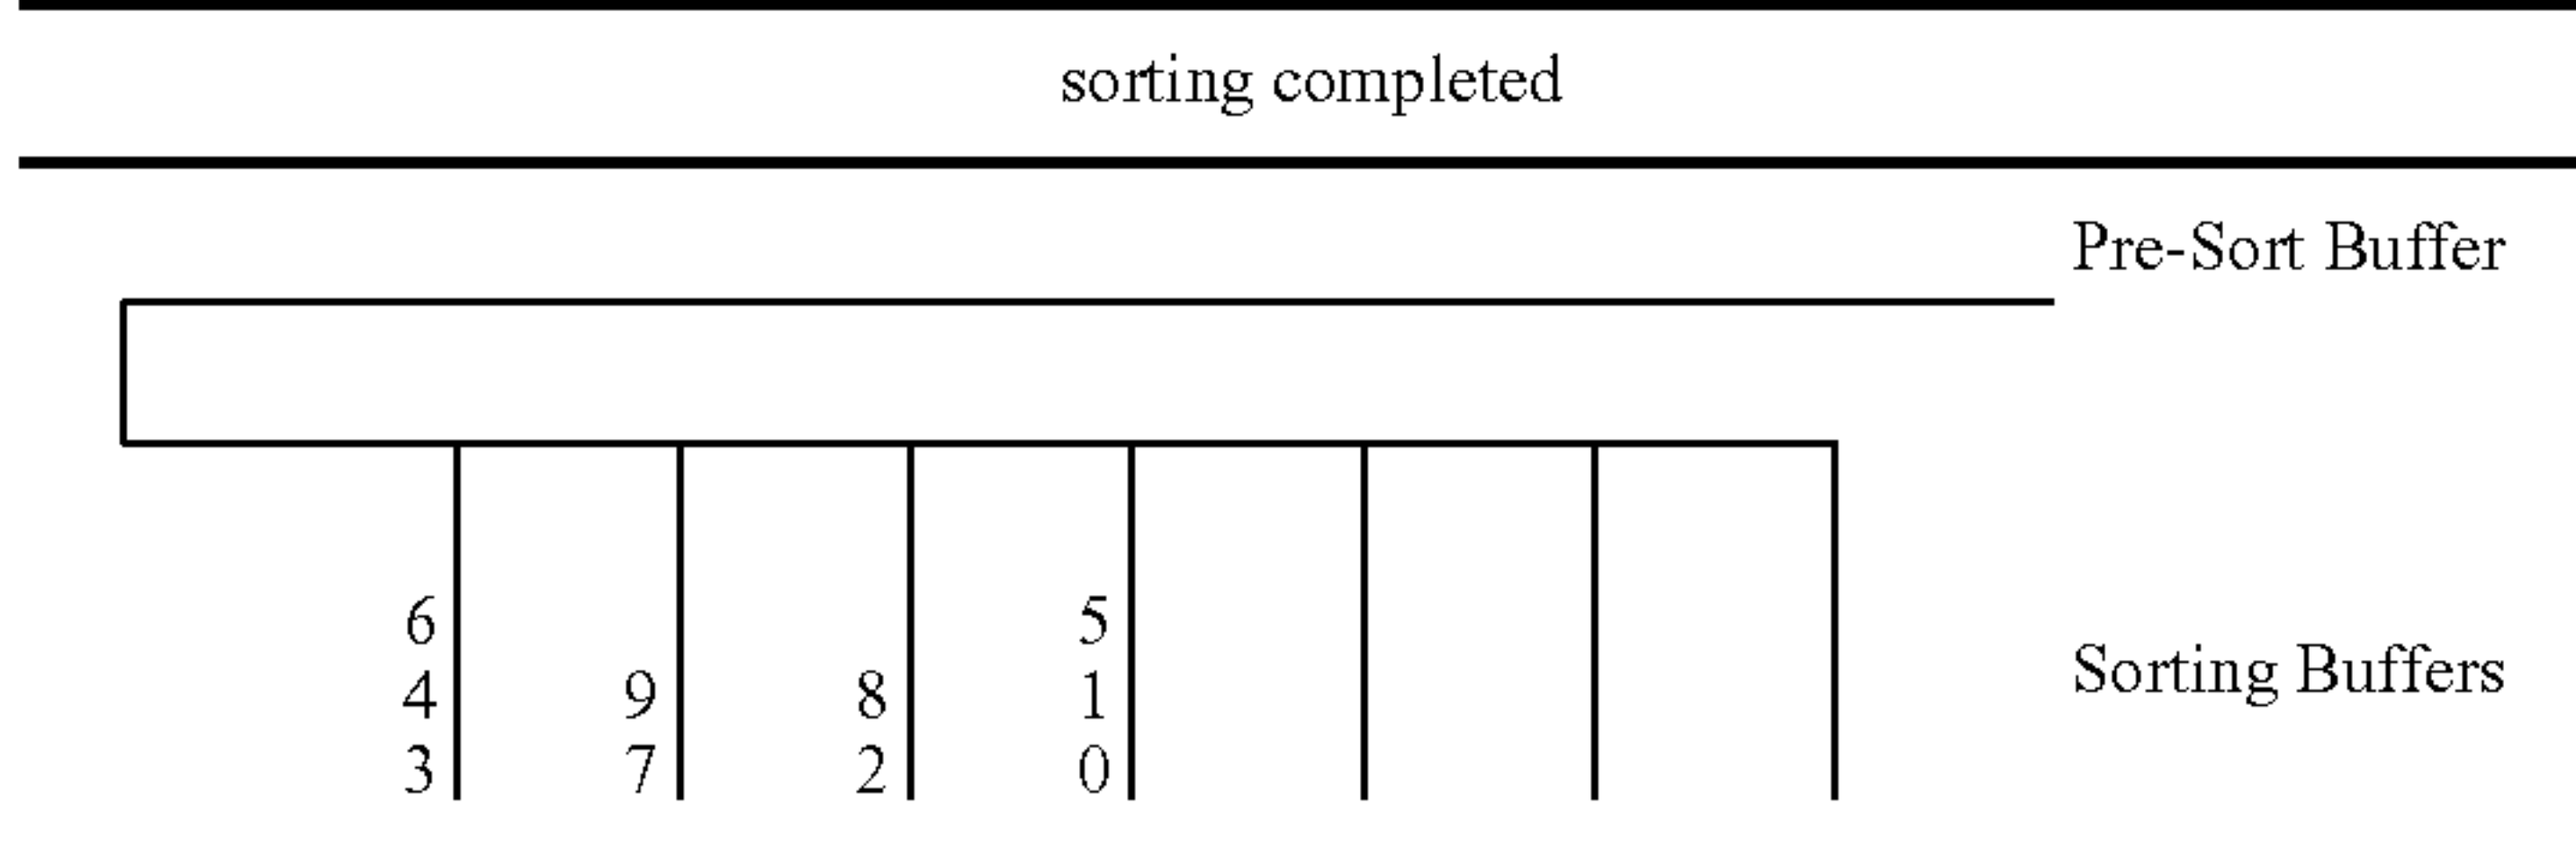 sorting completed
Pre-Sort Buffer
6 5
4 9 8 1
Sorting Buffers
3 7 2 0